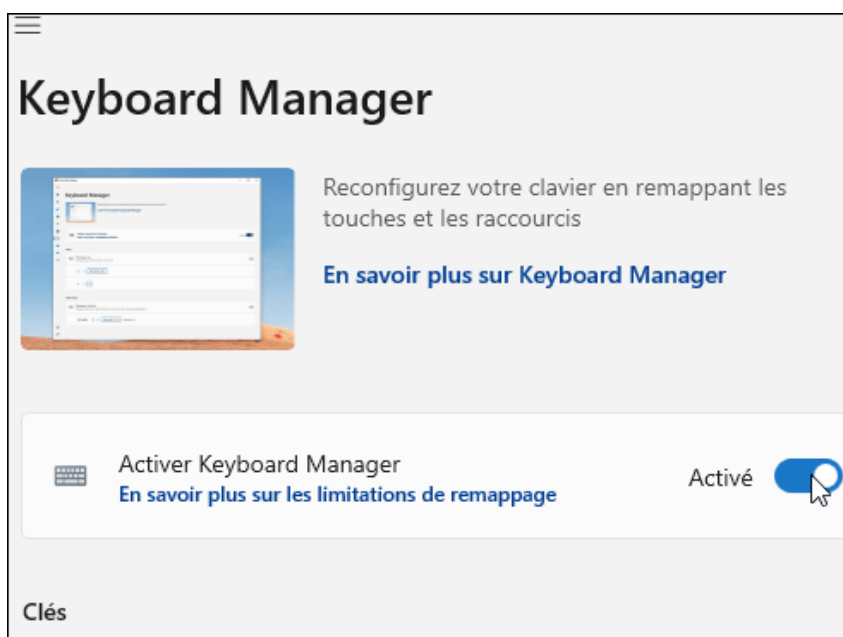 Keyboard Manager
Reconfigurez votre clavier en remappant les
touches et les raccourcis
En savoir plus sur Keyboard Manager
Activer Keyboard Manager
En savoir plus sur les limitations de remappage
Activé
Clés